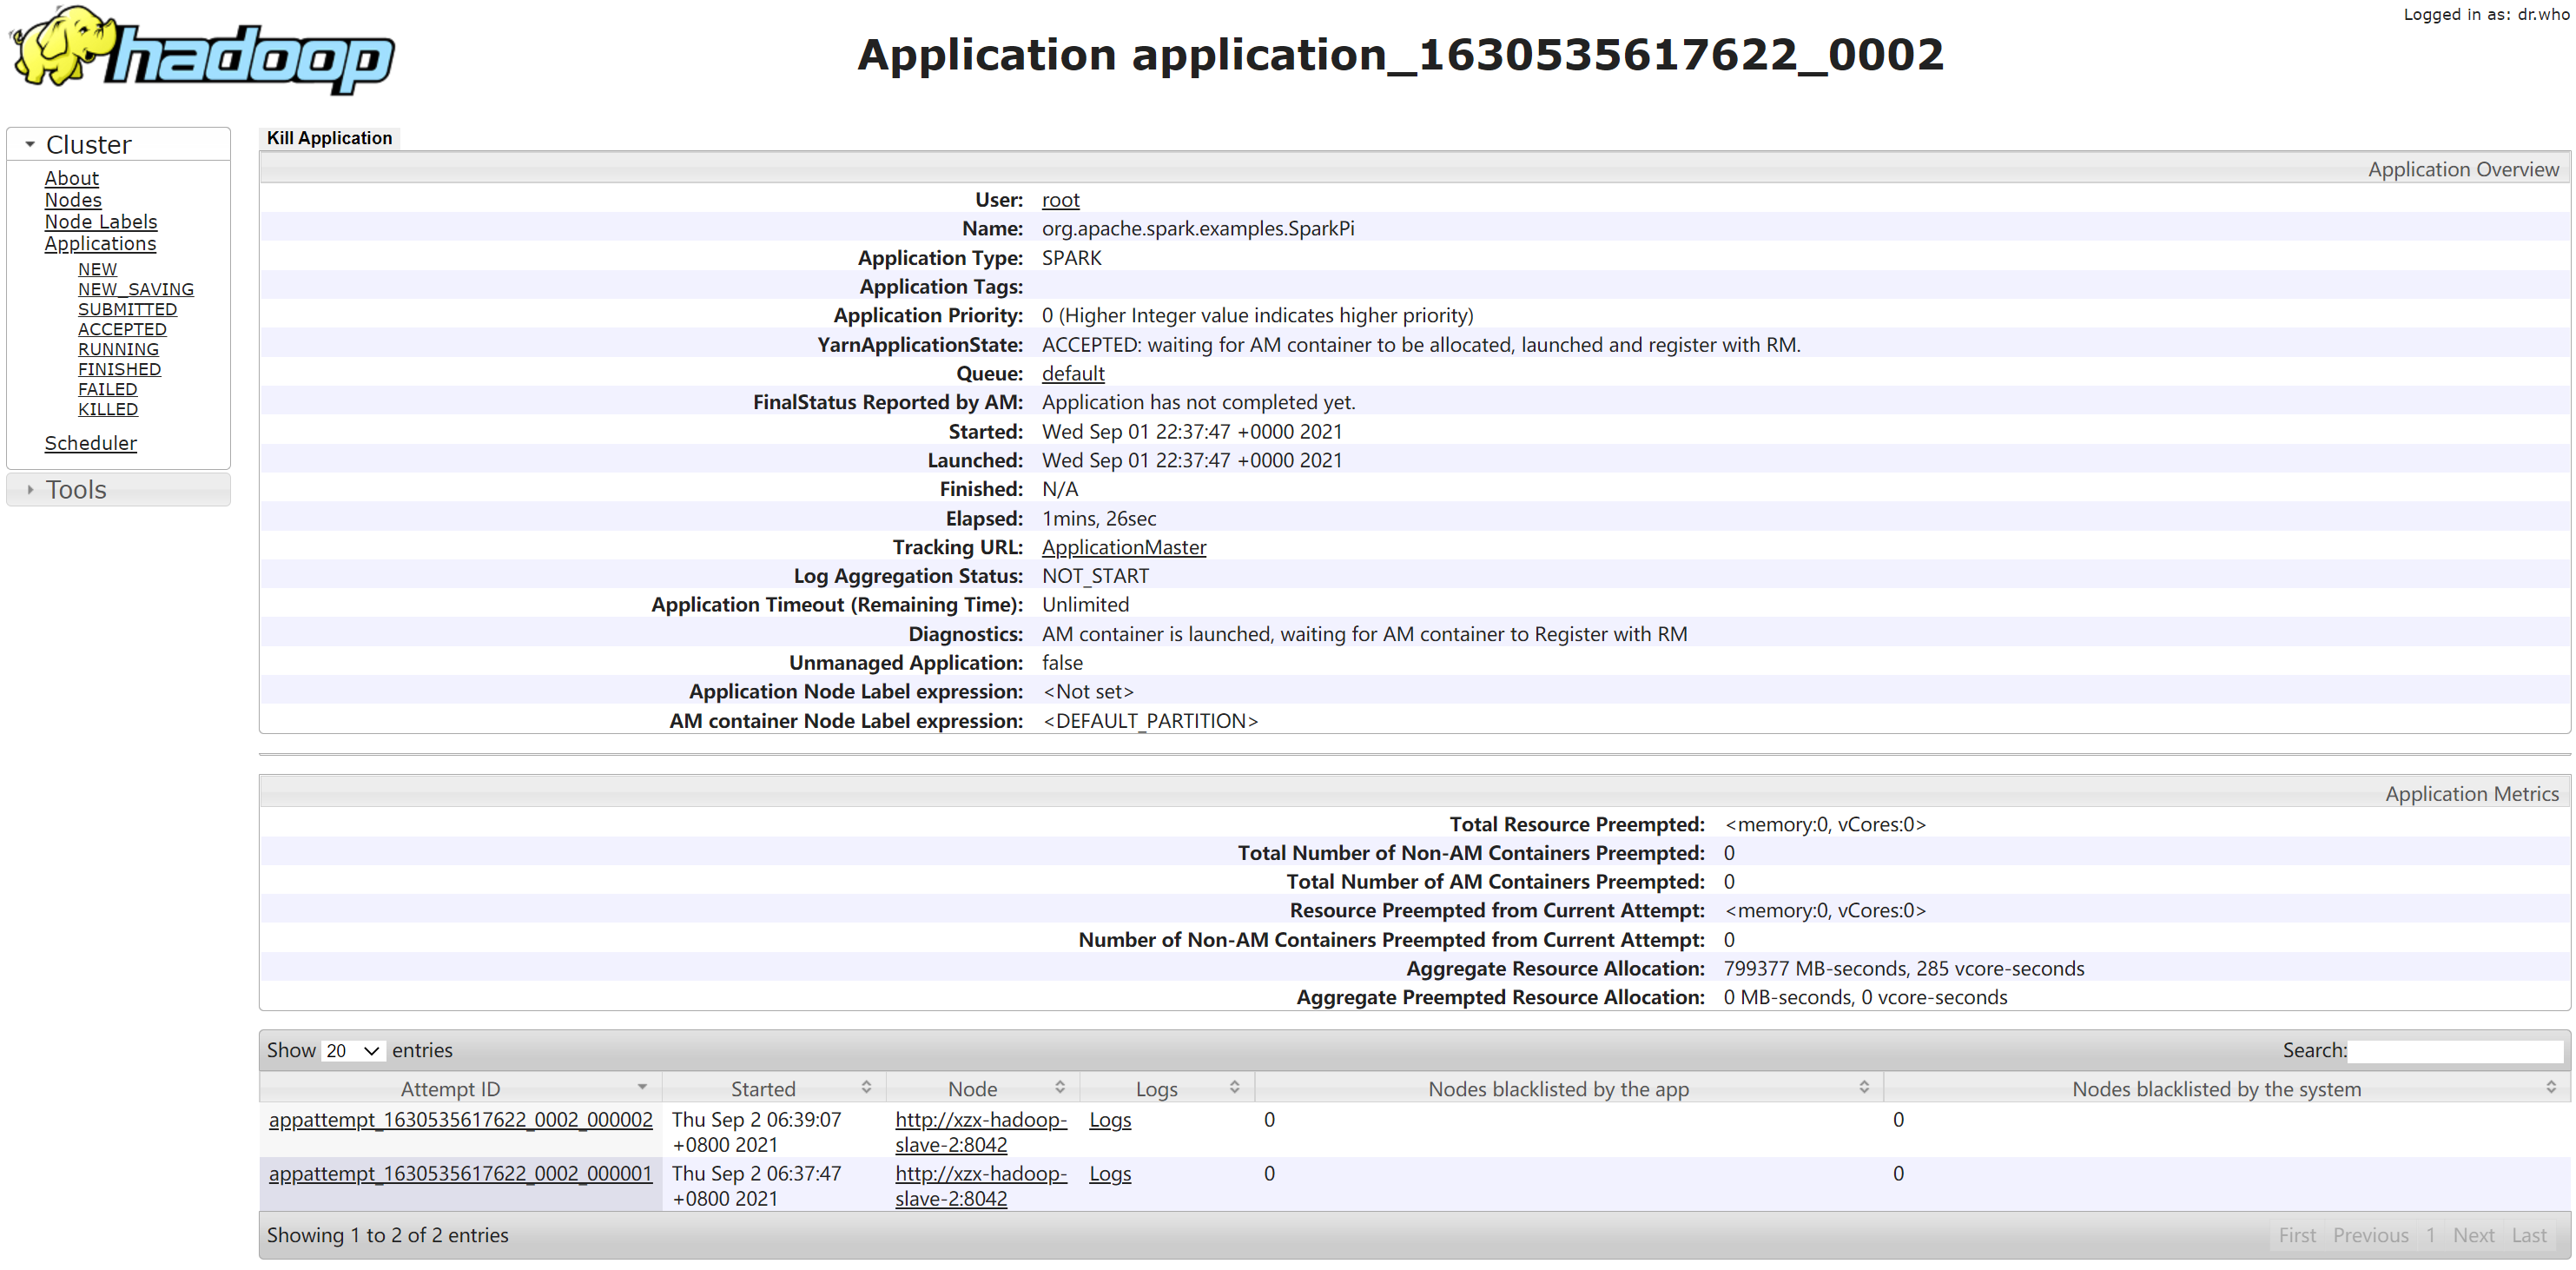 Logged in as: dr.who
hadoop
Application application_1630535617622_0002
Cluster
About
Nodes
Node Labels
Applications
NEW
NEW_SAVING
SUBMITTED
ACCEPTED
RUNNING
FINISHED
FAILED
KILLED
Scheduler
Tools
Kill Application
Application Overview
User: root
Name: org.apache.spark.examples.SparkPi
Application Type: SPARK
Application Tags:
Application Priority: 0 (Higher Integer value indicates higher priority)
YarnApplicationState: ACCEPTED: waiting for AM container to be allocated, launched and register with RM.
Queue: default
FinalStatus Reported by AM: Application has not completed yet.
Started: Wed Sep 01 22:37:47 +0000 2021
Launched: Wed Sep 01 22:37:47 +0000 2021
Finished: N/A
Elapsed: 1mins, 26sec
Tracking URL: ApplicationMaster
Log Aggregation Status: NOT_START
Application Timeout (Remaining Time): Unlimited
Diagnostics: AM container is launched, waiting for AM container to Register with RM
Unmanaged Application: false
Application Node Label expression: <Not set>
AM container Node Label expression: <DEFAULT_PARTITION>
Application Metrics
Total Resource Preempted: <memory:0, vCores:0>
Total Number of Non-AM Containers Preempted: 0
Total Number of AM Containers Preempted: 0
Resource Preempted from Current Attempt: <memory:0, vCores:0>
Number of Non-AM Containers Preempted from Current Attempt: 0
Aggregate Resource Allocation: 799377 MB-seconds, 285 vcore-seconds
Aggregate Preempted Resource Allocation: 0 MB-seconds, 0 vcore-seconds
Show 20 entries Search:
Attempt ID Started Node Logs Nodes blacklisted by the app Nodes blacklisted by the system
appattempt_1630535617622_0002_000002 Thu Sep 2 06:39:07 http://xzx-hadoop- Logs 0 0
+0800 2021 slave-2:8042
appattempt_1630535617622_0002_000001 Thu Sep 2 06:37:47 http://xzx-hadoop- Logs 0 0
+0800 2021 slave-2:8042
Showing 1 to 2 of 2 entries First Previous 1 Next Last